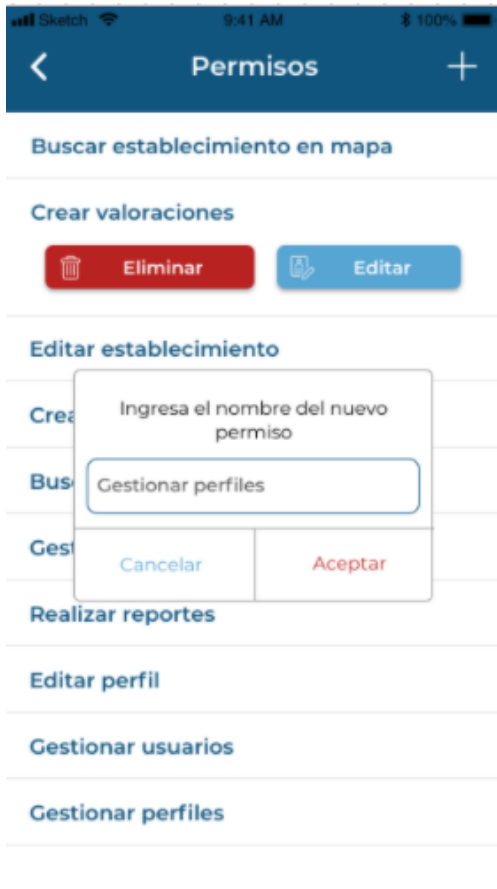 Sketch 9:41 AM 100%
Permisos
Buscar establecimiento en mapa
Crear valoraciones
Eliminar Editar
Editar establecimiento
Crea
Ingresa el nombre del nuevo
permiso
Bus
Gestionar perfiles
Gest
Cancelar Aceptar
Realizar reportes
Editar perfil
Gestionar usuarios
Gestionar perfiles